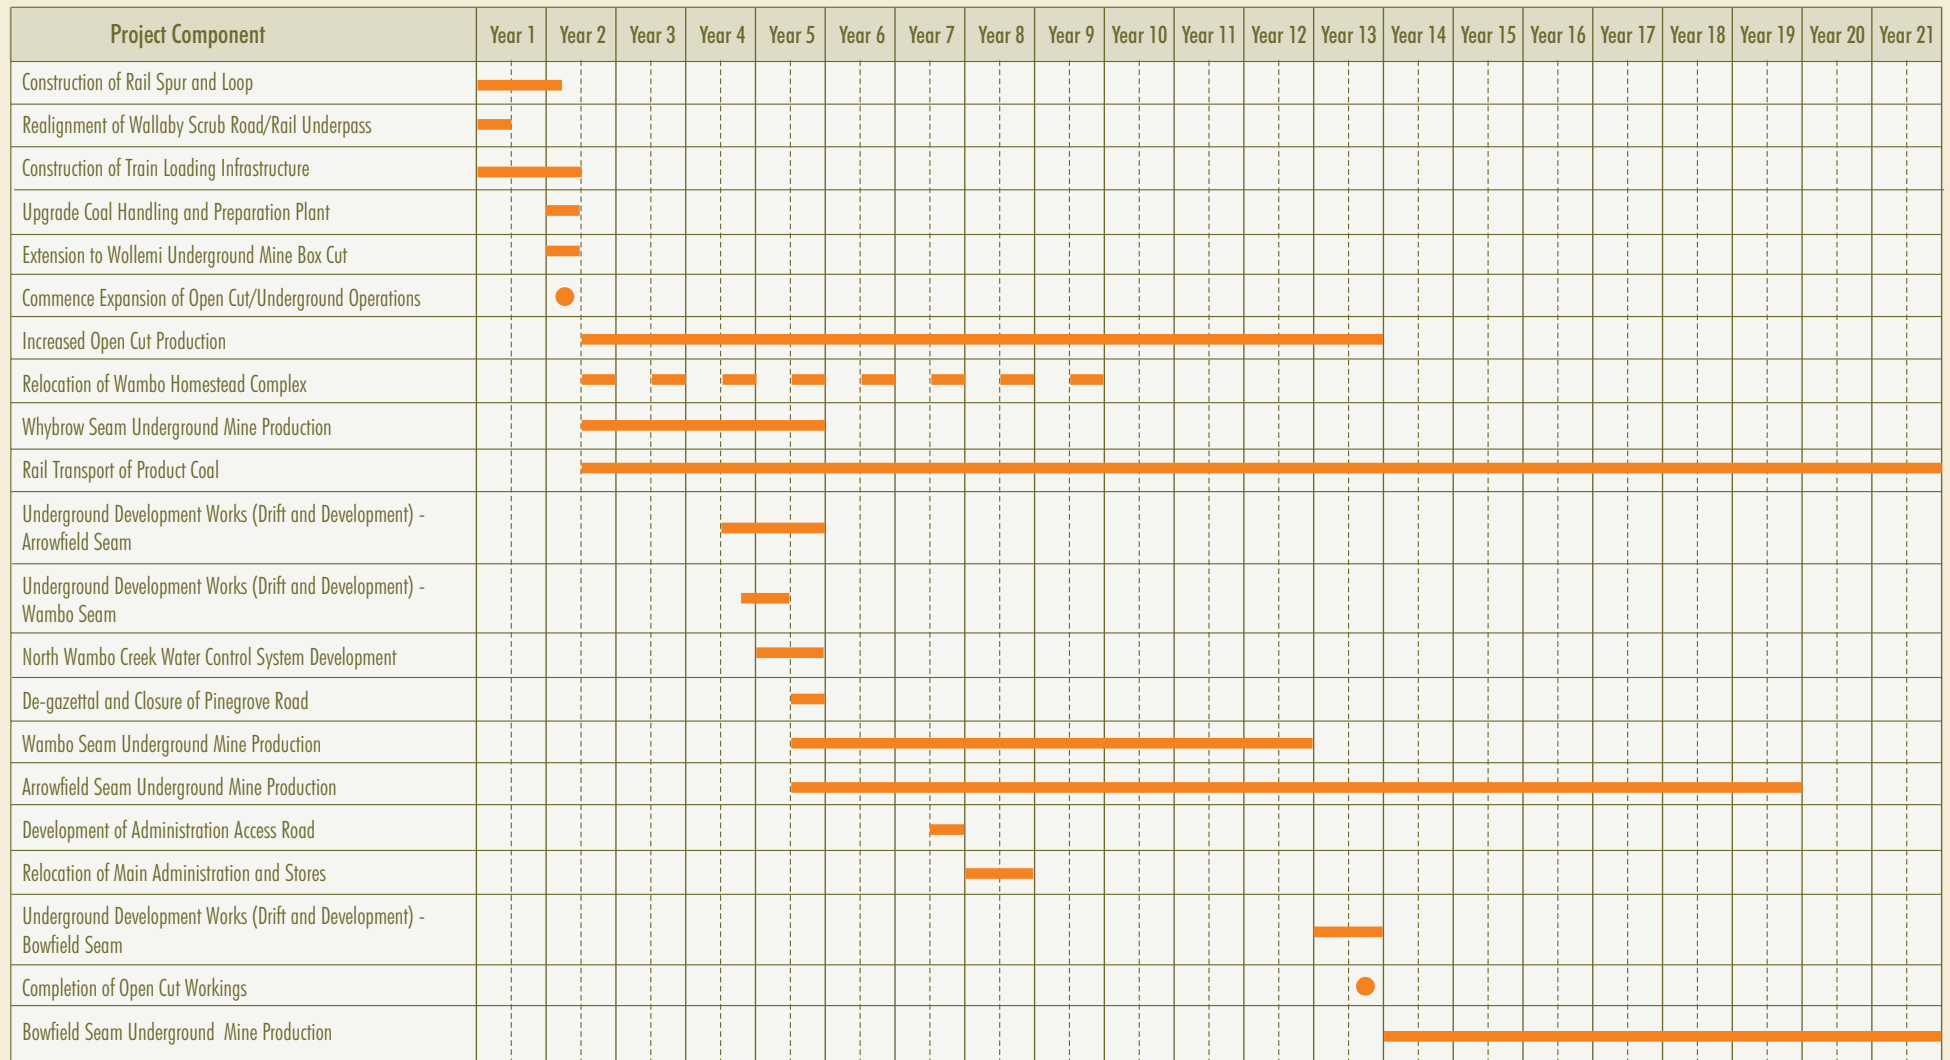 Project Component Year 1 Year 2 Year 3 Year 4 Year 5 Year 6 Year 7 Year 8 Year 9 Year 10 Year 11 Year 12 Year 13 Year 14 Year 15 Year 16 Year 17 Year 18 Year 19 Year 20 Year 21
Construction of Rail Spur and Loop
Realignment of Wallaby Scrub Road/Rail Underpass
Construction of Train Loading Infrastructure
Upgrade Coal Handling and Preparation Plant
Extension to Wollemi Underground Mine Box Cut
Commence Expansion of Open Cut/Underground Operations
Increased Open Cut Production
Relocation of Wambo Homestead Complex
Whybrow Seam Underground Mine Production
Rail Transport of Product Coal
Underground Development Works (Drift and Development) -
Arrowfield Seam
Underground Development Works (Drift and Development) -
Wambo Seam
North Wambo Creek Water Control System Development
De-gazettal and Closure of Pinegrove Road
Wambo Seam Underground Mine Production
Arrowfield Seam Underground Mine Production
Development of Administration Access Road
Relocation of Main Administration and Stores
Underground Development Works (Drift and Development) -
Bowfield Seam
Completion of Open Cut Workings
Bowfield Seam Underground  Mine Production